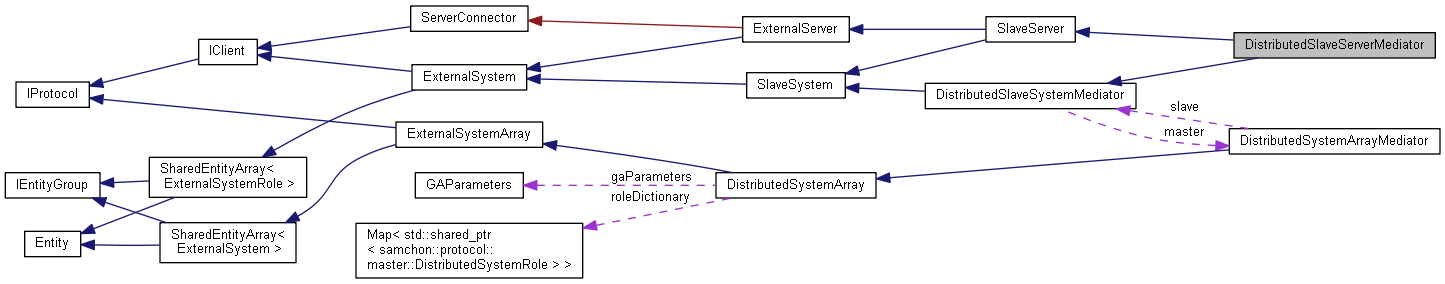 ServerConnector
ExternalServer
SlaveServer
DistributedSlaveServerMediator
IClient
ExternalSystem
SlaveSystem
DistributedSlaveSystemMediator
IProtocol
slave
master
ExternalSystemArray
DistributedSystemArrayMediator
IEntityGroup
SharedEntityArray<
ExternalSystemRole >
GAParameters
gaParameters
roleDictionary
DistributedSystemArray
Entity
SharedEntityArray<
ExternalSystem >
Map< std::shared_ptr
< samchon::protocol::
master::DistributedSystemRole > >